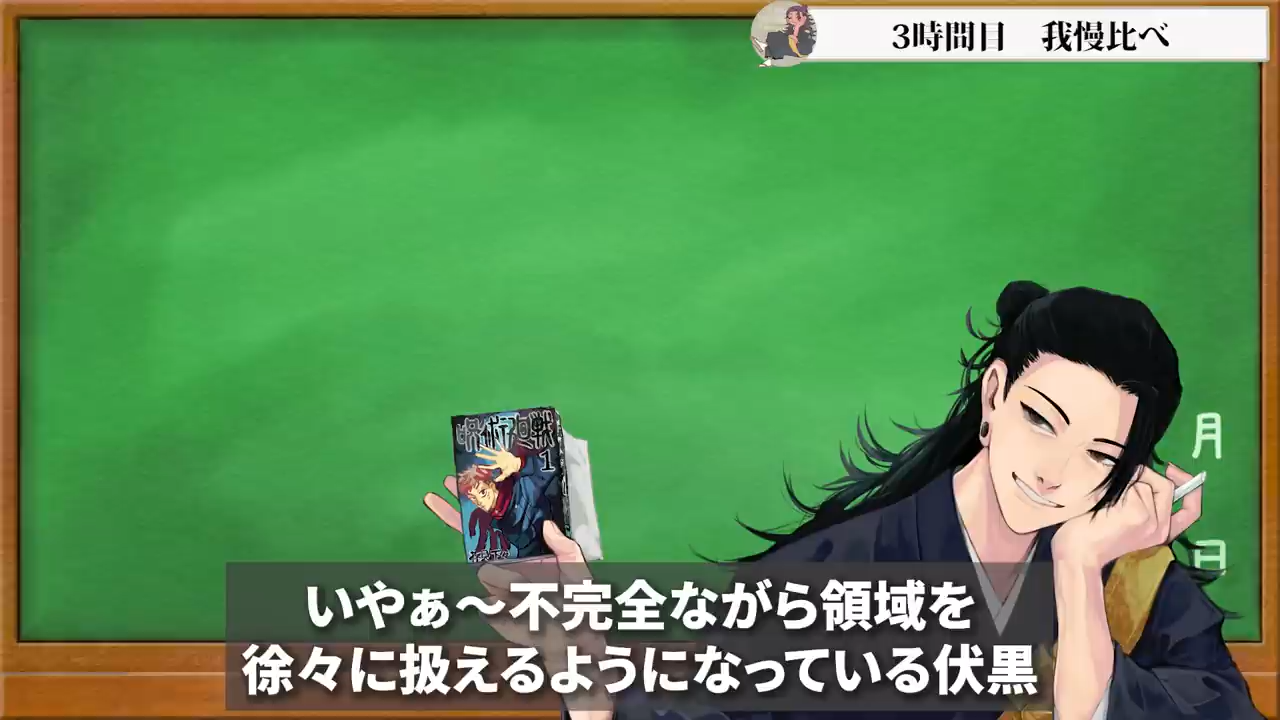 3時間目　我慢比べ
呪術廻戦
1
月
日
いやぁ～不完全ながら領域を
徐々に扱えるようになっている伏黒